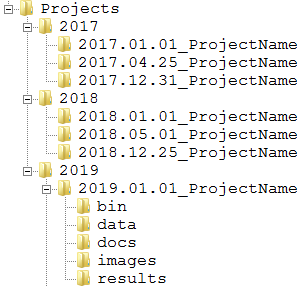 Projects
2017
2017.01.01_ProjectName
2017.04.25_ProjectName
2017.12.31_ProjectName
2018
2018.01.01_ProjectName
2018.05.01_ProjectName
2018.12.25_ProjectName
2019
2019.01.01_ProjectName
bin
data
docs
images
results